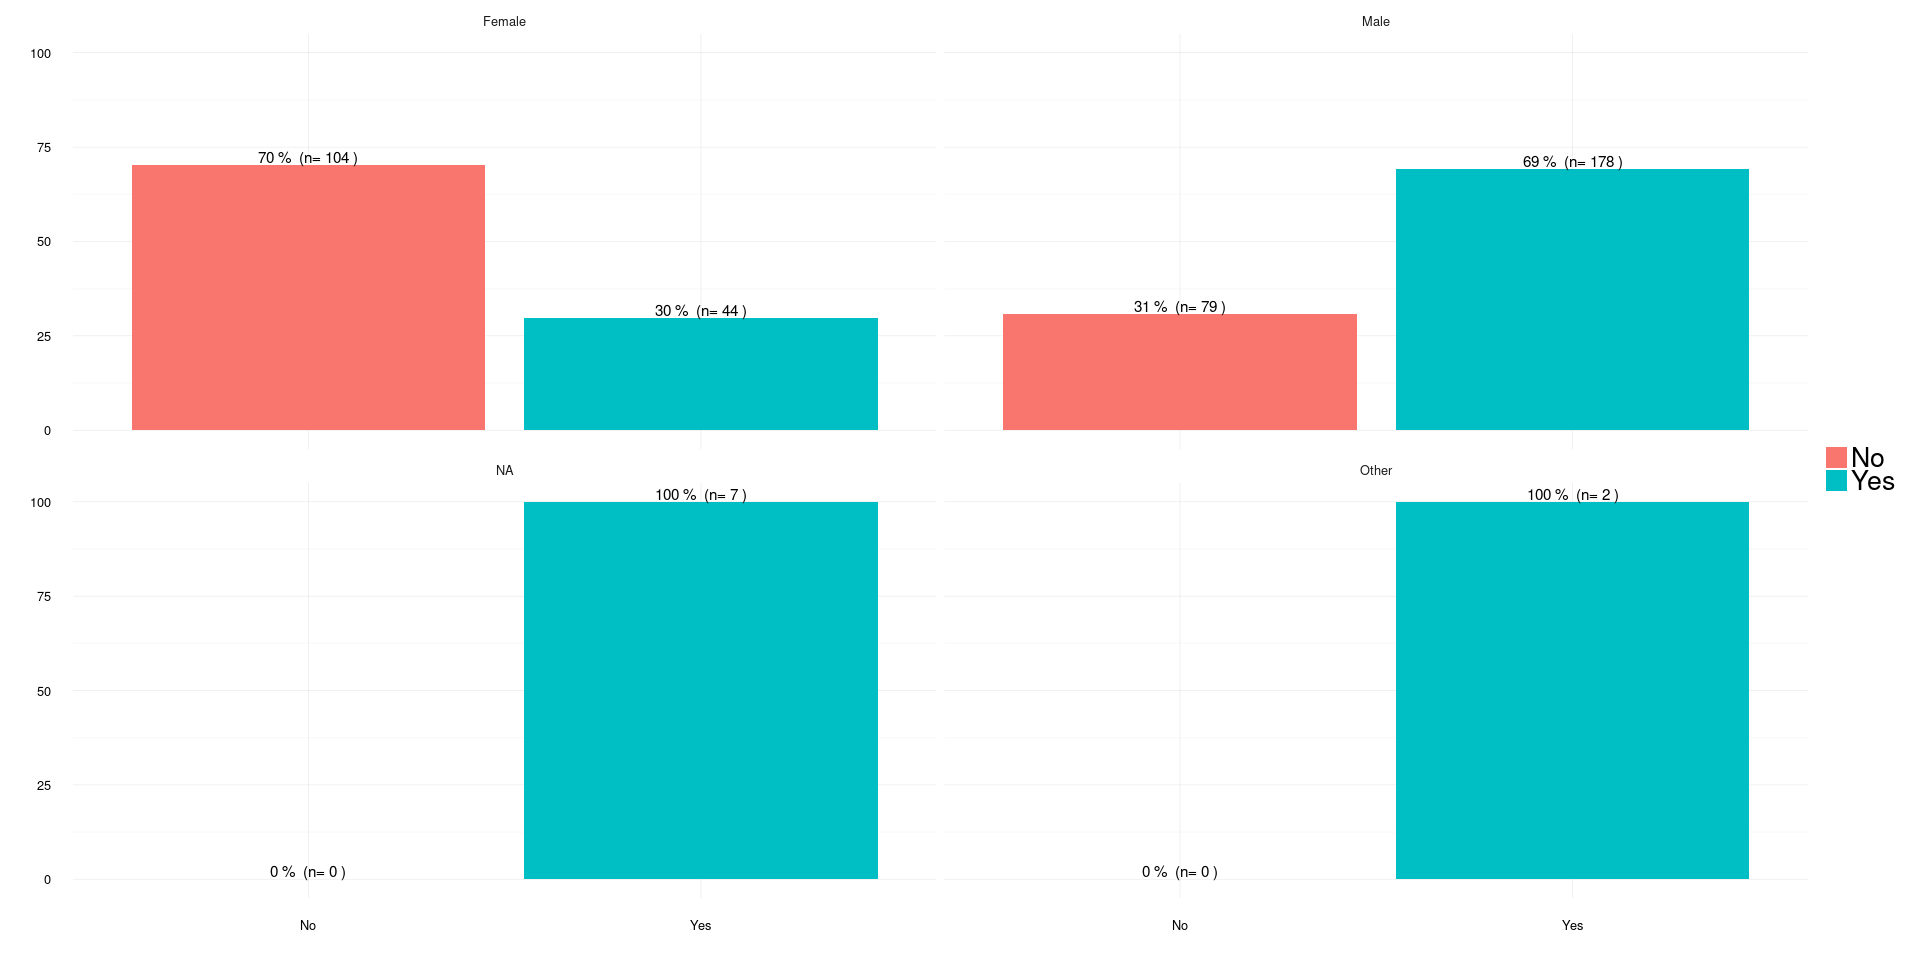 Female
Male
100
75
50
25
0
70 % (n= 104 )
30 % (n= 44 )
31 % (n= 79 )
69 % (n= 178 )
NA
Other
100
75
50
25
0
0 % (n= 0 )
100 % (n= 7 )
0 % (n= 0 )
100 % (n= 2 )
No
Yes
No
Yes
No
Yes